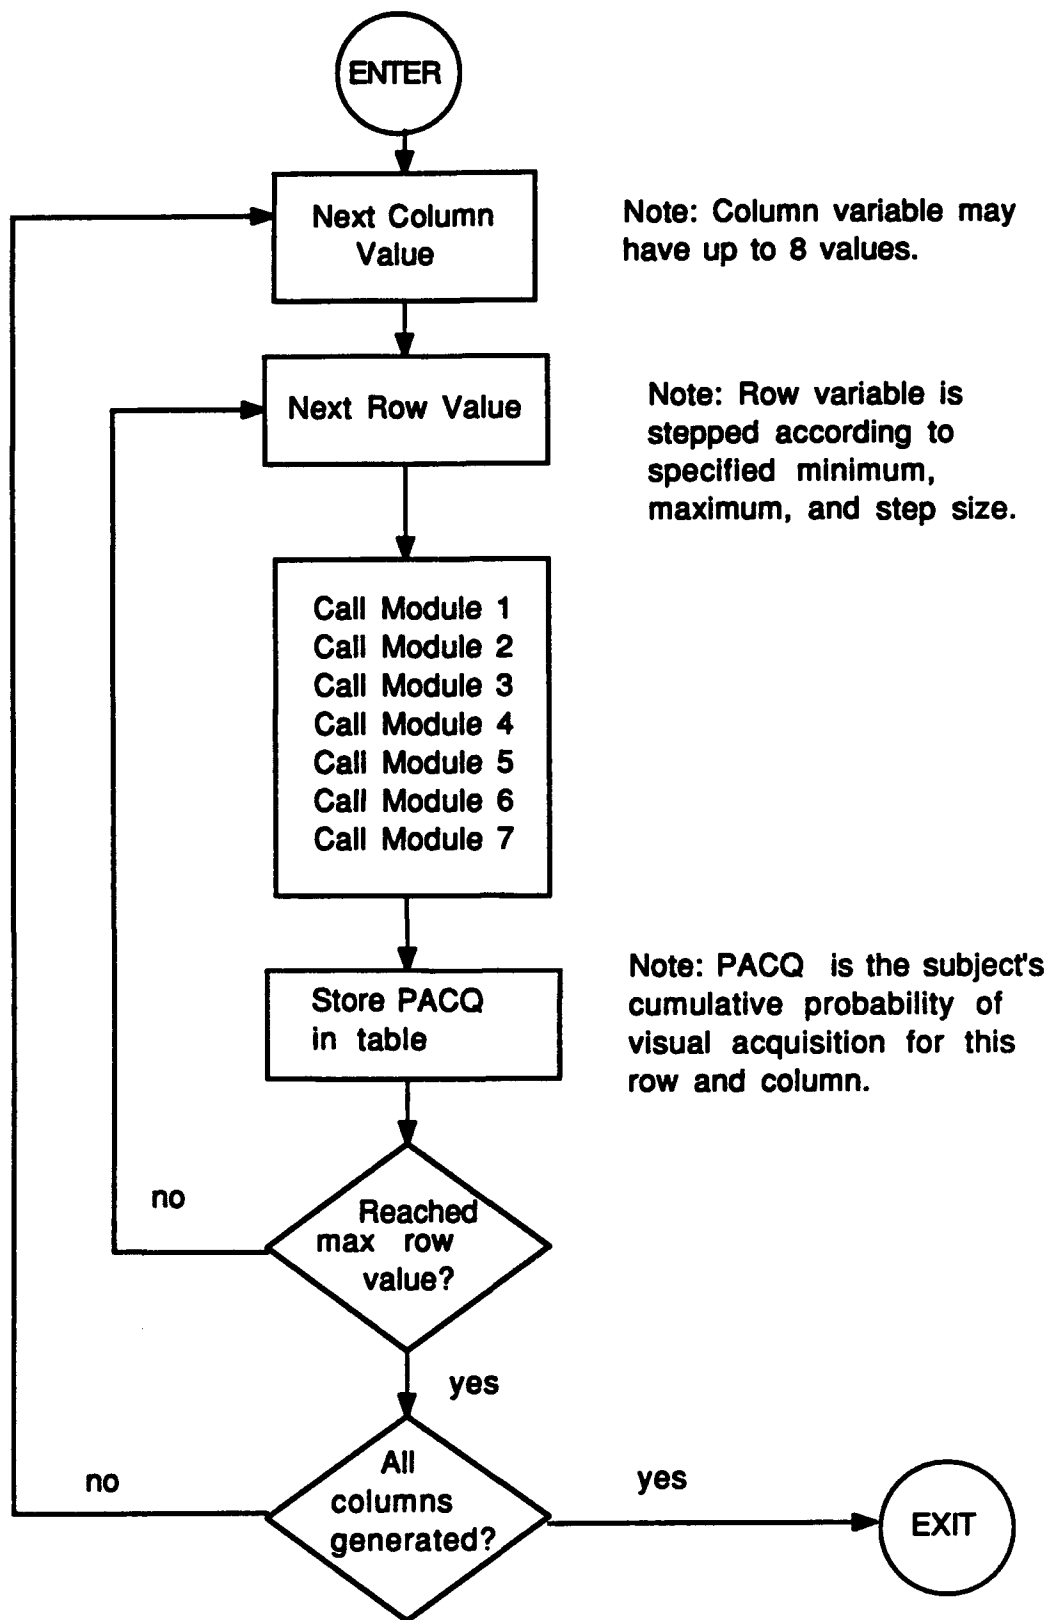 ENTER
Next Column
Value
Note: Column variable may
have up to 8 values.
Next Row Value
Note: Row variable is
stepped according to
specified minimum,
maximum, and step size.
Call Module 1
Call Module 2
Call Module 3
Call Module 4
Call Module 5
Call Module 6
Call Module 7
Store PACQ
in table
Note: PACQ is the subject's
cumulative probability of
visual acquisition for this
row and column.
no
Reached
max row
value?
yes
no
All
columns
generated?
yes
EXIT